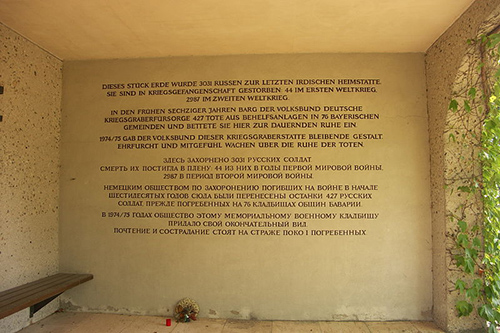 DIESES STÜCK ERDE WURDE 3031 RUSSEN ZUR LETZTEN IRDISCHEN HEIMSTATTE
SIE SIND IN KRIEGSGEFANGENSCHAFT GESTORBEN: 44 IM ERSTEN WELTKRIEG,
2987 IM ZWEITEN WELTKRIEG.
IN DEN FRÜHEN SECHZIGER JAHREN BARG DER VOLKSBUND DEUTSCHE
KRIEGSGRÄBERFÜRSORGE 427 TOTE AUS BEHELFSANLAGEN IN 76 BAYERISCHEN
GEMEINDEN UND BETTETE SIE HIER ZUR DAUERNDEN RUHE EIN.
1974/75 GAB DER VOLKSBUND DIESER KRIEGSGRÄBERSTÄTTE BLEIBENDE GESTALT.
EHRFURCHT UND MITGEFÜHL WACHEN ÜBER DIE RUHE DER TOTEN.
ЗДЕСЬ ЗАХОРНЕНО 3031 РУССКИХ СОЛДАТ
СМЕРТЬ ИХ ПОСТИГЛА В ПЛЕНУ: 44 ИЗ НИХ В ГОДЫ ПЕРВОЙ МИРОВОЙ ВОЙНЫ,
2987 В ПЕРИОД ВТОРОЙ МИРОВОЙ ВОЙНЫ.
НЕМЕЦКИМ ОБЩЕСТВОМ ПО ЗАХОРОНЕНИЮ ПОГИБШИХ НА ВОЙНЕ В НАЧАЛЕ
ШЕСТИДЕСЯТЫХ ГОДОВ СЮДА БЫЛИ ПЕРЕНЕСЕНЫ ОСТАНКИ 427 РУССКИХ
СОЛДАТ, ПРЕЖДЕ ПОГРЕБЕННЫХ НА 76 КЛАДБИЩАХ ОБЩИН БАВАРИИ.
В 1974/75 ГОДАХ ОБЩЕСТВО ЭТОМУ МЕМОРИАЛЬНОМУ ВОЕННОМУ КЛАДБИЩУ
ПРИДАЛО СВОЙ ОКОНЧАТЕЛЬНЫЙ ВИД.
ПОЧТЕНИЕ И СОСТРАДАНИЕ СТОЯТ НА СТРАЖЕ ПОКОЯ ПОГРЕБЕННЫХ.